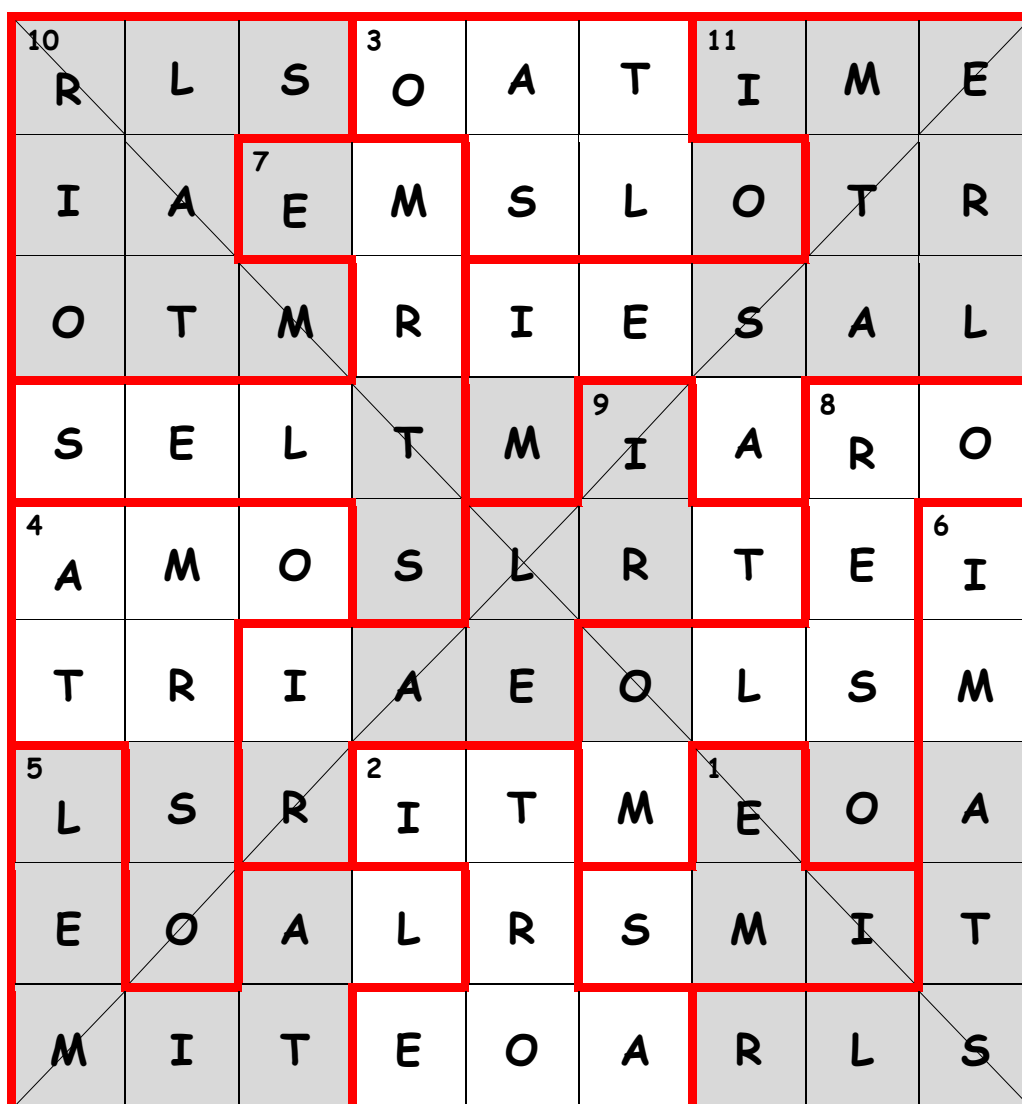 10 3 11
R L S O A T I M E
7
I A E M S L O T R
O T M R I E S A L
9 8
S E L T M I A R O
4 6
A M O S L R T E I
T R I A E O L S M
5 2 1
L S R I T M E O A
E O A L R S M I T
M I T E O A R L S